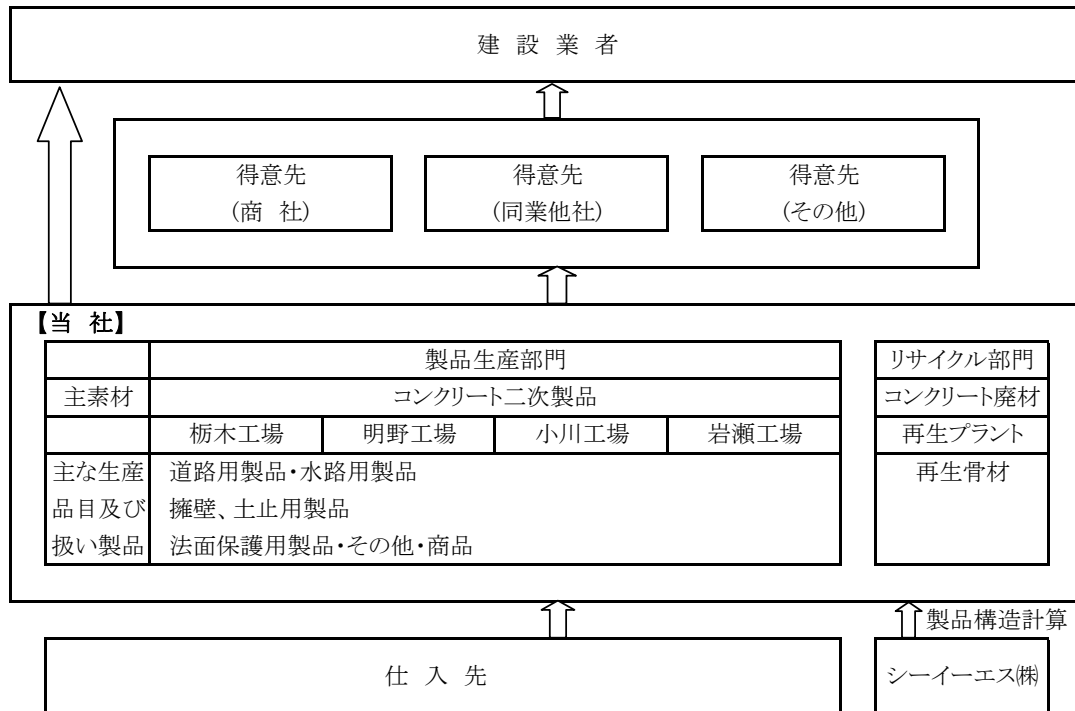 建 設 業 者
得意先 得意先 得意先
(商 社) (同業他社) (その他)
【当 社】
製品生産部門 リサイクル部門
主素材 コンクリート二次製品 コンクリート廃材
栃木工場 明野工場 小川工場 岩瀬工場 再生プラント
主な生産 道路用製品・水路用製品 再生骨材
品目及び 擁壁、土止用製品
扱い製品 法面保護用製品・その他・商品
製品構造計算
仕 入 先 シーイーエス㈱